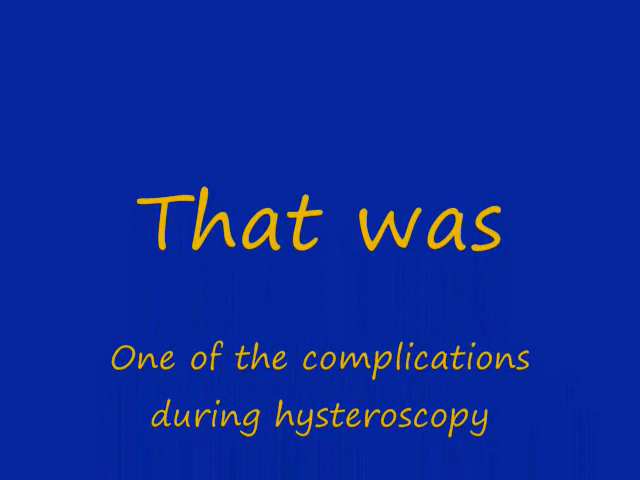 That was
One of the complications
during hysteroscopy